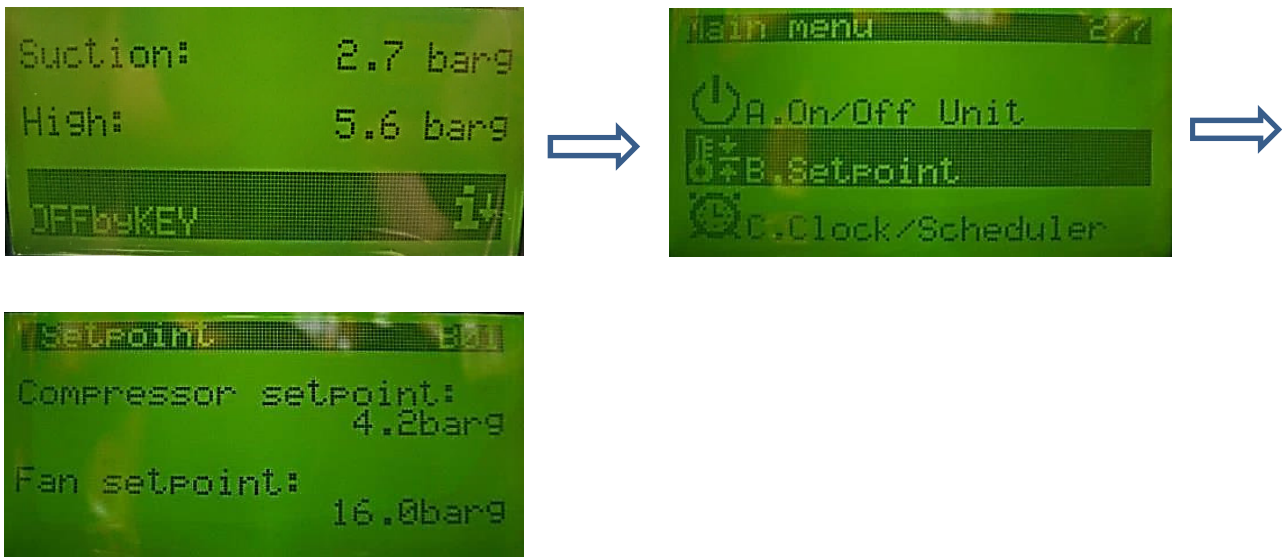 Suction: 2.7 barg
High: 5.6 barg
OFFbyKEY
Main menu 2/7
A.On/Off Unit
B.Setpoint
C.Clock/Scheduler
Setpoint B01
Compressor setpoint:
4.2barg
Fan setpoint:
16.0barg